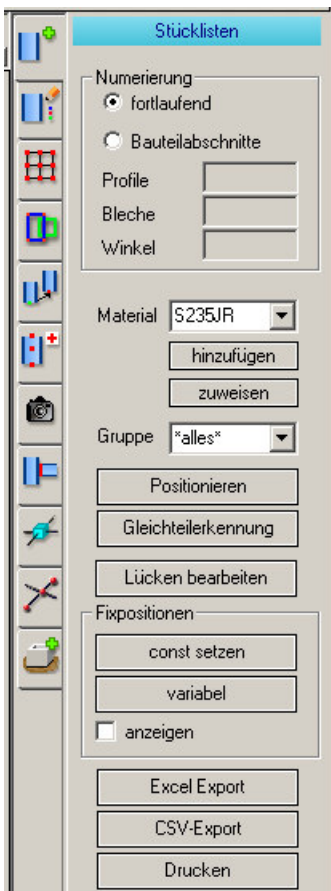 Stücklisten
Numerierung
fortlaufend
Bauteilabschnitte
Profile
Bleche
Winkel
Material S235JR
hinzufügen
zuweisen
Gruppe *alles*
Positionieren
Gleichteilerkennung
Lücken bearbeiten
Fixpositionen
const setzen
variabel
anzeigen
Excel Export
CSV-Export
Drucken